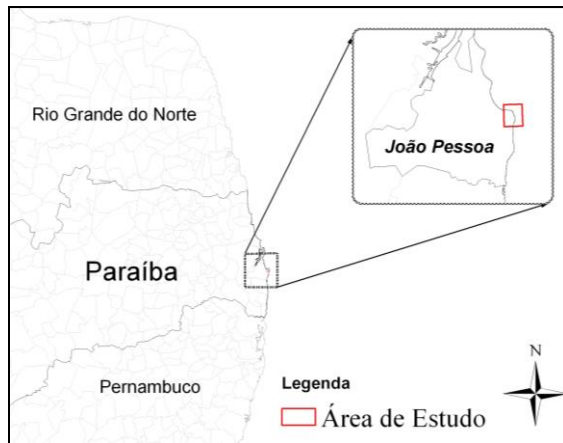 Rio Grande do Norte
João Pessoa
Paraíba
Pernambuco
N
Legenda
Área de Estudo